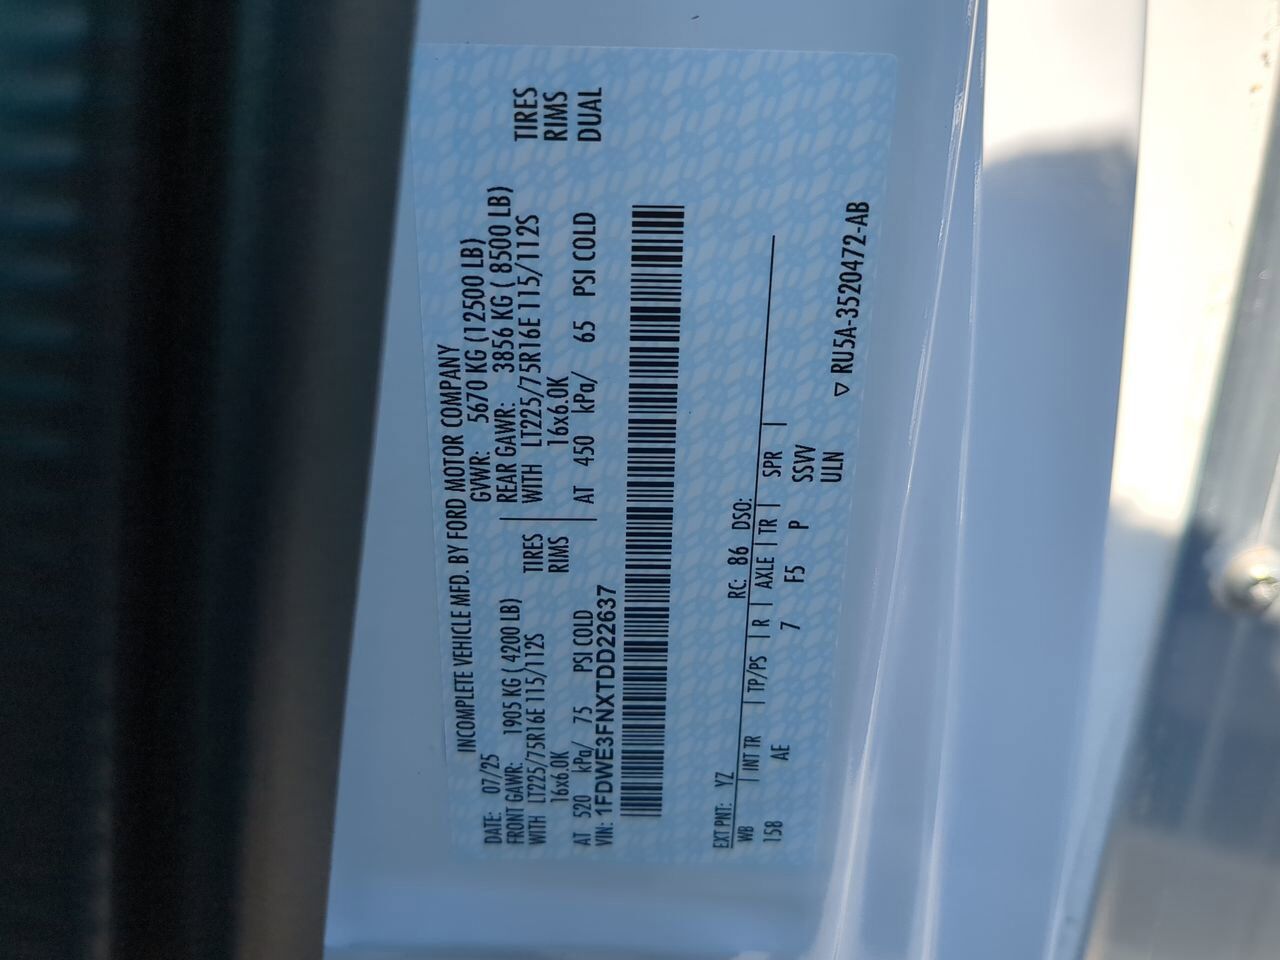 INCOMPLETE VEHICLE MFD. BY FORD MOTOR COMPANY
DATE: 07/25 GVWR: 5670 KG (12500 LB)
FRONT GAWR: 1905 KG ( 4200 LB) REAR GAWR: 3856 KG ( 8500 LB)
WITH LT225/75R16E 115/112S TIRES WITH LT225/75R16E 115/112S TIRES
16x6.0K RIMS 16x6.0K RIMS
AT 520 kPa/ 75 PSI COLD AT 450 kPa/ 65 PSI COLD DUAL
VIN: 1FDWE3FNXTDD22637
EXT PNT: YZ RC: 86 DSO:
WB | INT TR | TP/PS | R | AXLE | TR | SPR |
158 AE 7 F5 P SSVV
ULN
▽ RU5A-3520472-AB